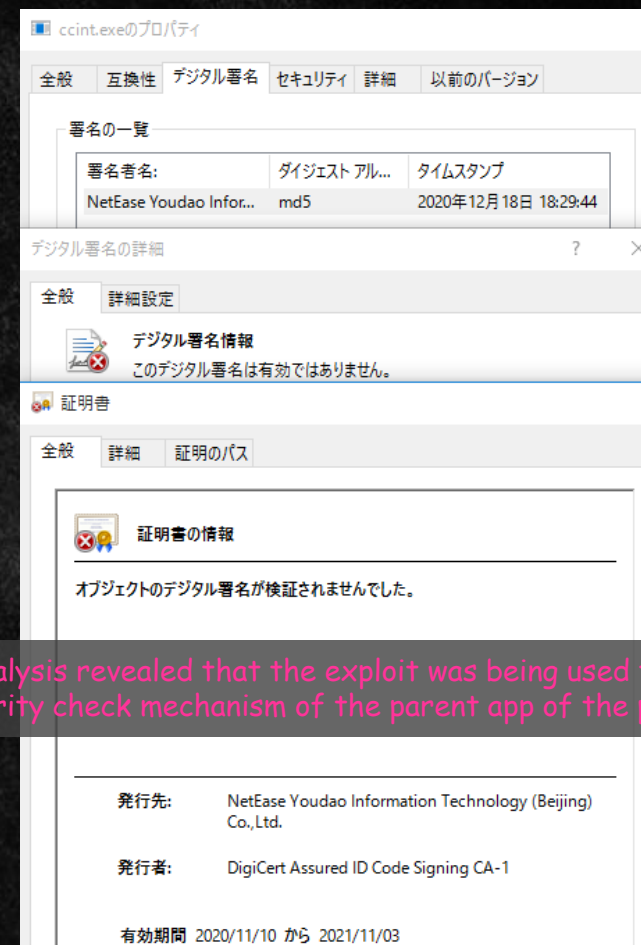 ccint.exeのプロパティ
全般 互換性 デジタル署名 セキュリティ 詳細 以前のバージョン
署名の一覧
署名者名: ダイジェスト アル... タイムスタンプ
NetEase Youdao Infor... md5 2020年12月18日 18:29:44
デジタル署名の詳細 ?
全般 詳細設定
デジタル署名情報
このデジタル署名は有効ではありません。
証明書
全般 詳細 証明のパス
証明書の情報
オブジェクトのデジタル署名が検証されませんでした。
revealed that the exploit was being used
check mechanism of the parent app of the
発行先: NetEase Youdao Information Technology (Beijing)
Co.,Ltd.
発行者: DigiCert Assured ID Code Signing CA-1
有効期間 2020/11/10 から 2021/11/03